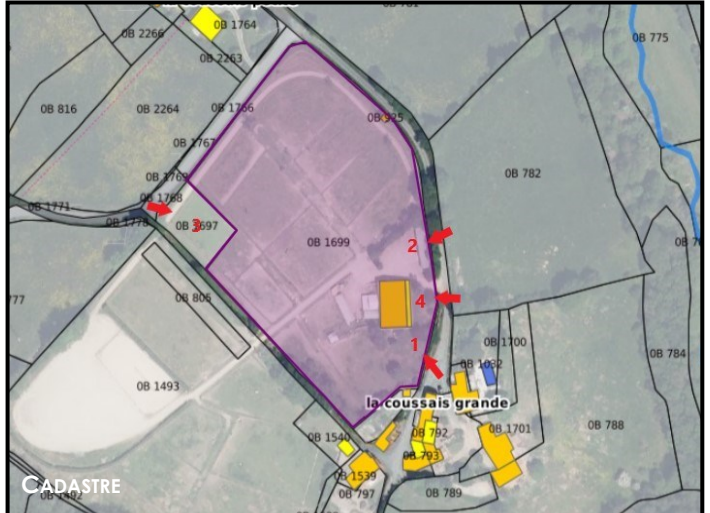 0B 1764
0B 2266
0B 775
0B 2263
0B 816
0B 2264
0B 1766
0B 925
0B 1767
0B 782
0B 1768
0B 1771
0B 1697
3
0B 1699
2
0B 805
4
0B 1700
1
0B 1032
0B 784
0B 1493
la coussais grande
0B 788
0B 1540
0B 792
0B 1701
0B 793
0B 1539
CADASTRE
0B 797
0B 789